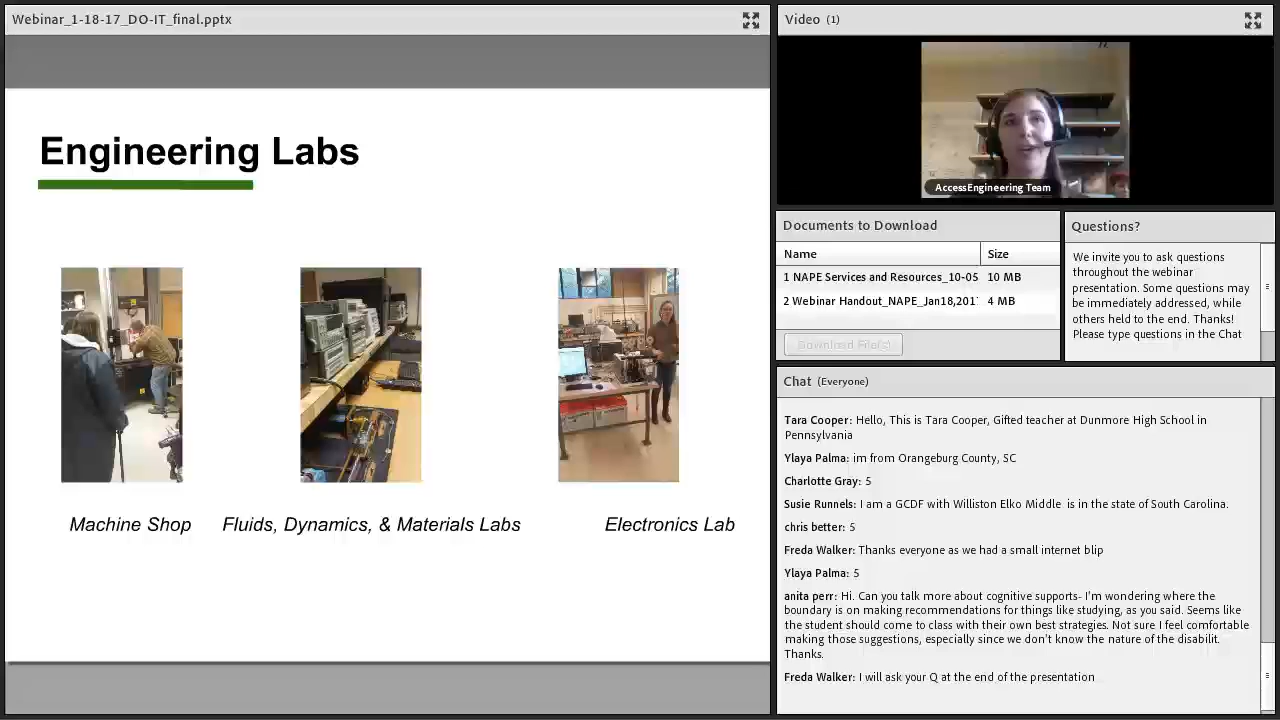 Webinar_1-18-17_DO-IT_final.pptx
Engineering Labs
Machine Shop
Fluids, Dynamics, & Materials Labs
Electronics Lab
Video (1)
AccessEngineering Team
Documents to Download
Name Size
1 NAPE Services and Resources_10-05 10 MB
2 Webinar Handout_NAPE_Jan18,201 4 MB
Download File(s)
Questions?
We invite you to ask questions
throughout the webinar
presentation. Some questions may
be immediately addressed, while
others held to the end. Thanks!
Please type questions in the Chat
Chat (Everyone)
Tara Cooper: Hello, This is Tara Cooper, Gifted teacher at Dunmore High School in
Pennsylvania
Ylaya Palma: im from Orangeburg County, SC
Charlotte Gray: 5
Susie Runnels: I am a GCDF with Williston Elko Middle is in the state of South Carolina.
chris better: 5
Freda Walker: Thanks everyone as we had a small internet blip
Ylaya Palma: 5
anita perr: Hi. Can you talk more about cognitive supports- I'm wondering where the
boundary is on making recommendations for things like studying, as you said. Seems like
the student should come to class with their own best strategies. Not sure I feel comfortable
making those suggestions, especially since we don't know the nature of the disabilit.
Thanks.
Freda Walker: I will ask your Q at the end of the presentation